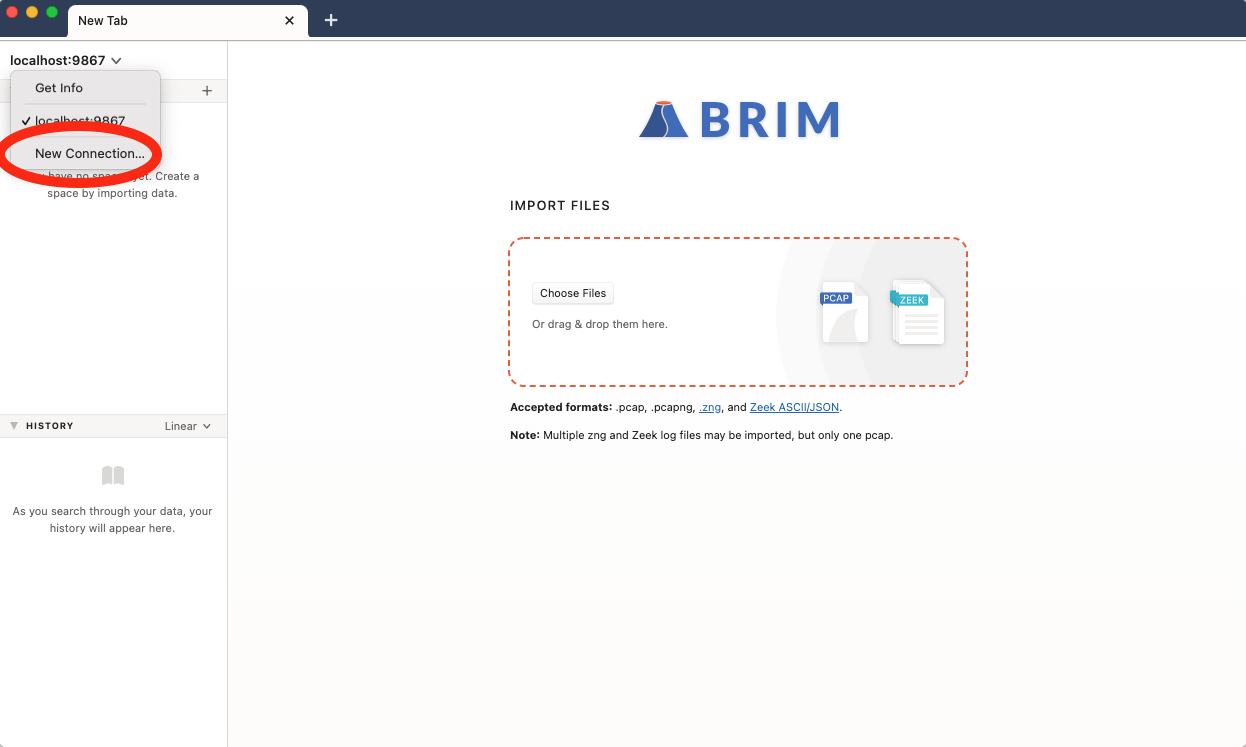 New Tab
localhost:9867
Get Info
✓ localhost:9867
New Connection...
have no yet. Create a
space by importing data.
HISTORY Linear
As you search through your data, your
history will appear here.
BRIM
IMPORT FILES
Choose Files
Or drag & drop them here.
PCAP
ZEEK
Accepted formats: .pcap, .pcapng, .zng, and Zeek ASCII/JSON.
Note: Multiple zng and Zeek log files may be imported, but only one pcap.